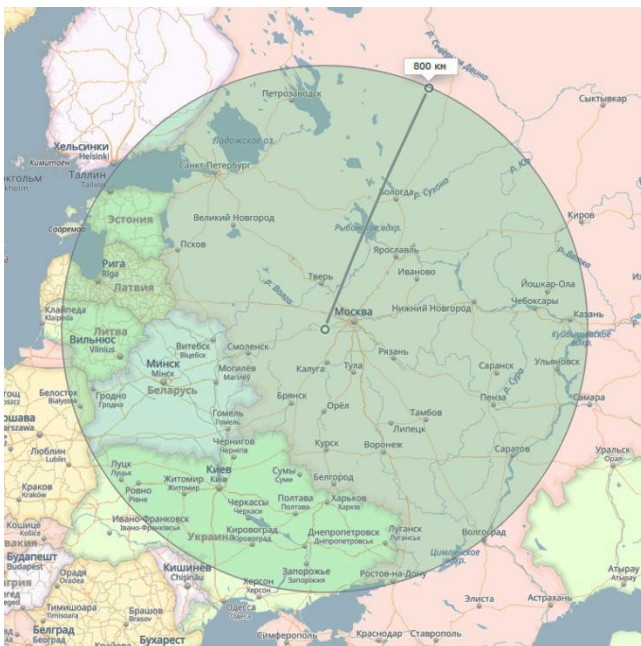 800 км
р. Северная Двина
Петрозаводск
Сыктывкар
Хельсинки
Helsinki
Ладожское оз.
Кимитоён
Таллин
Tallinn
Санкт-Петербург
р. Юг
Вологда
р. Сухона
Эстония
Великий Новгород
Рыбинское вдхр.
Киров
Псков
Ярославль
р. Вятка
Рига
Rīga
Иваново
Тверь
р. Волга
Йошкар-Ола
Латвия
Клайпеда
Klaipeda
Москва
Нижний Новгород
Чебоксары
Казань
Литва
Вильнюс
Vilnius
Витебск
Віцебск
Смоленск
Куйбышевское
вдхр.
Минск
Мінск
Могилёв
Магілёў
Калуга
Тула
Рязань
Саранск
Ульяновск
р. Сура
Белосток
Białystok
Гродно
Гродна
Беларусь
Брянск
Орёл
Тамбов
Пенза
Самара
Гомель
Гомель
Липецк
Варшава
Warszawa
Чернигов
Чернігів
Курск
Воронеж
Саратов
Люблин
Lublin
Луцк
Луцьк
Киев
Київ
Сумы
Суми
Белгород
Уральск
Орал
Краков
Kraków
Ровно
Рівне
Житомир
Житомир
Черкассы
Черкаси
Полтава
Полтава
Харьков
Харків
Ивано-Франковск
Івано-Франківськ
Кировоград
Кіровоград
Днепропетровск
Дніпропетровськ
Луганск
Луганськ
Волгоград
Кошице
Košice
Украина
Цимлянское
вдхр.
Будапешт
Budapest
Орадя
Oradea
Кишинёв
Chişinău
Запорожье
Запоріжжя
Ростов-на-Дону
Атырау
Атырау
Херсон
Херсон
Элиста
Астрахань
Тимишоара
Timisoara
Брашов
Brasov
Одесса
Одеса
Белград
Београд
Бухарест
Симферополь
Краснодар
Ставрополь